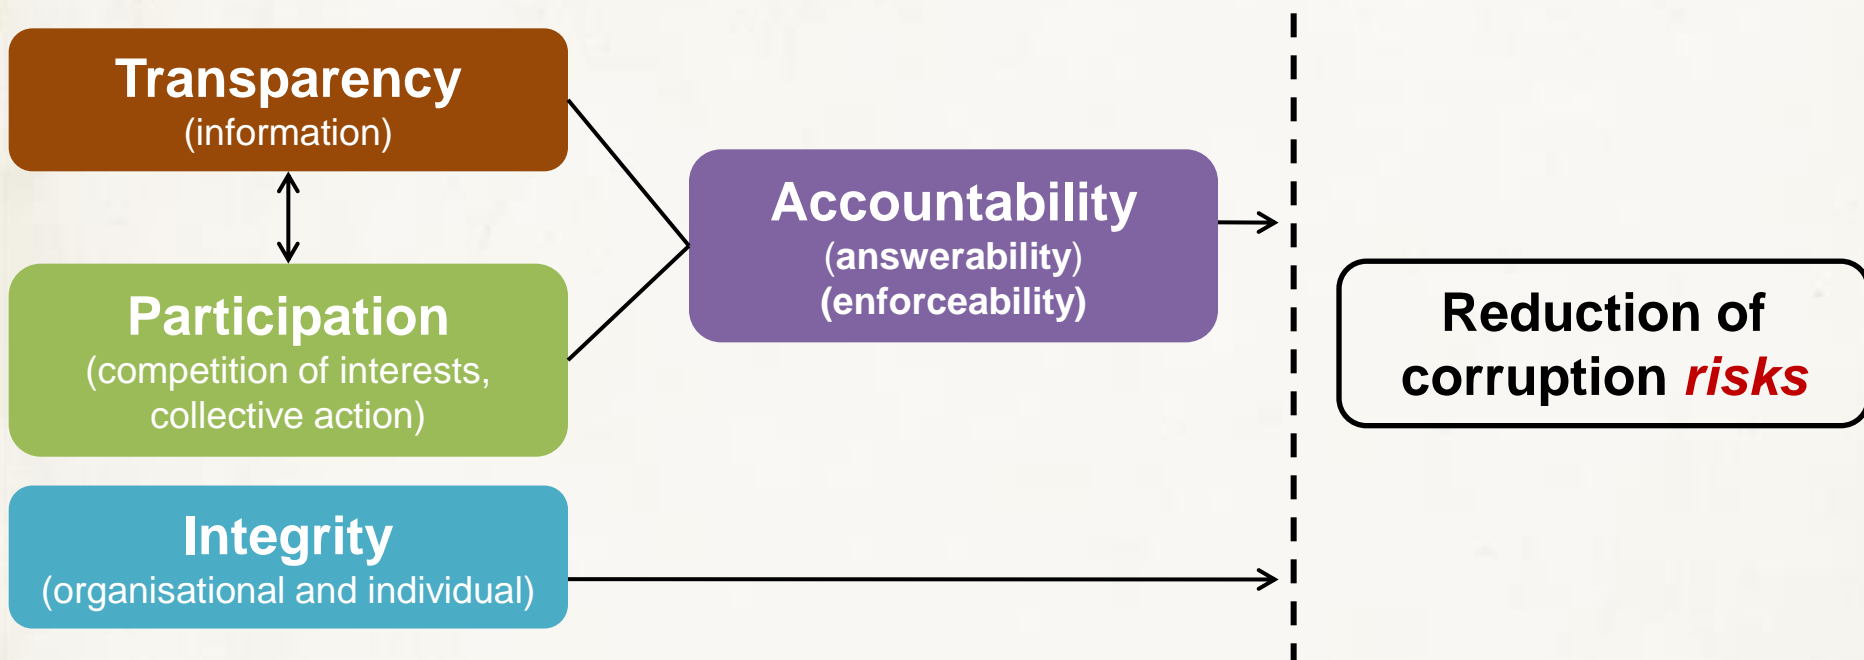 Transparency
(information)
Participation
(competition of interests,
collective action)
Integrity
(organisational and individual)
Accountability
(answerability)
(enforceability)
Reduction of
corruption risks